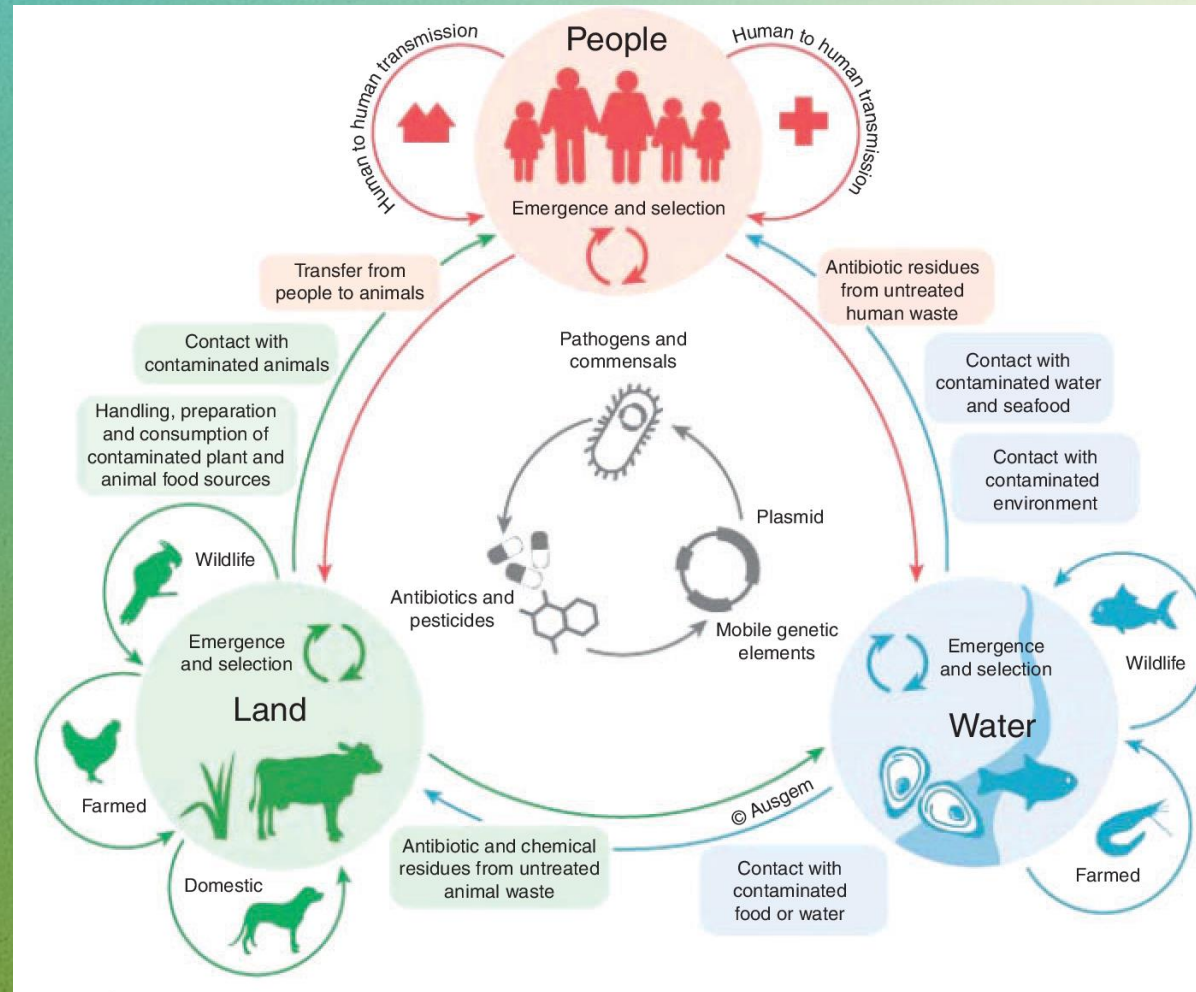 Human to human transmission
People
Human to human transmission
Emergence and selection
Transfer from
people to animals
Antibiotic residues
from untreated
human waste
Contact with
contaminated animals
Pathogens and
commensals
Contact with
contaminated water
and seafood
Handling, preparation
and consumption of
contaminated plant and
animal food sources
Contact with
contaminated
environment
Plasmid
Wildlife
Antibiotics and
pesticides
Mobile genetic
elements
Emergence
and selection
Land
Farmed
Domestic
Emergence
and selection
Water
Wildlife
Farmed
© Ausgem
Antibiotic and chemical
residues from untreated
animal waste
Contact with
contaminated
food or water